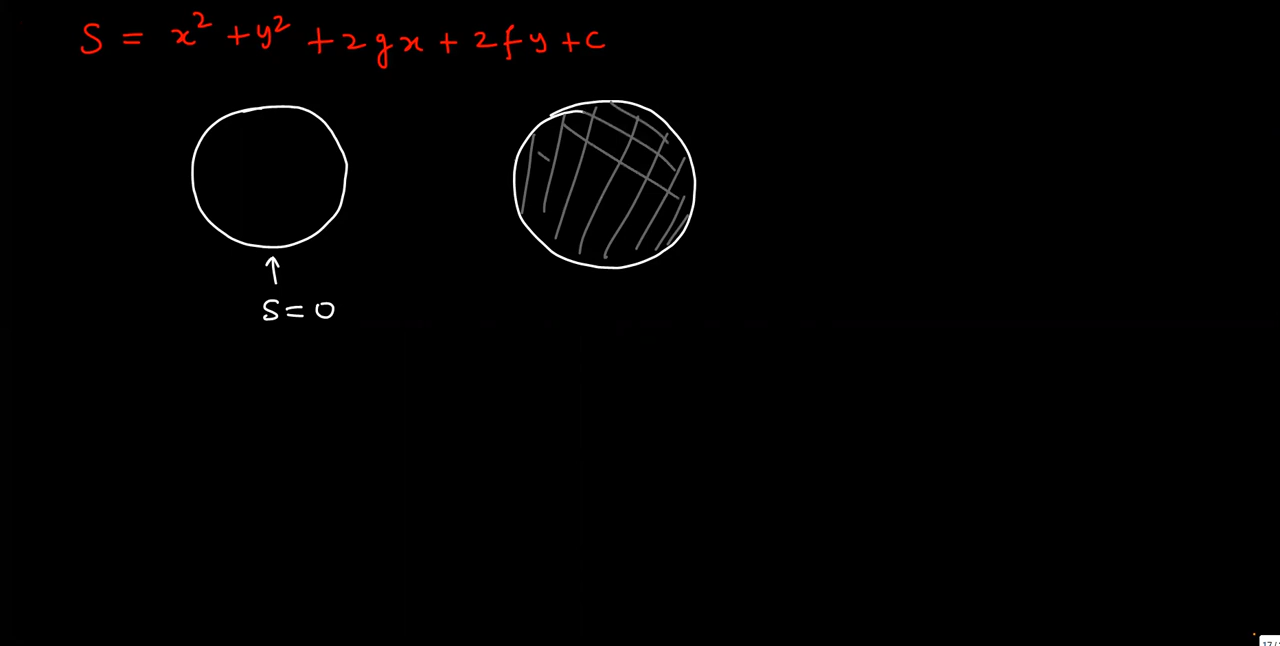 S = x² + y² + 2gx + 2fy + c
S = 0